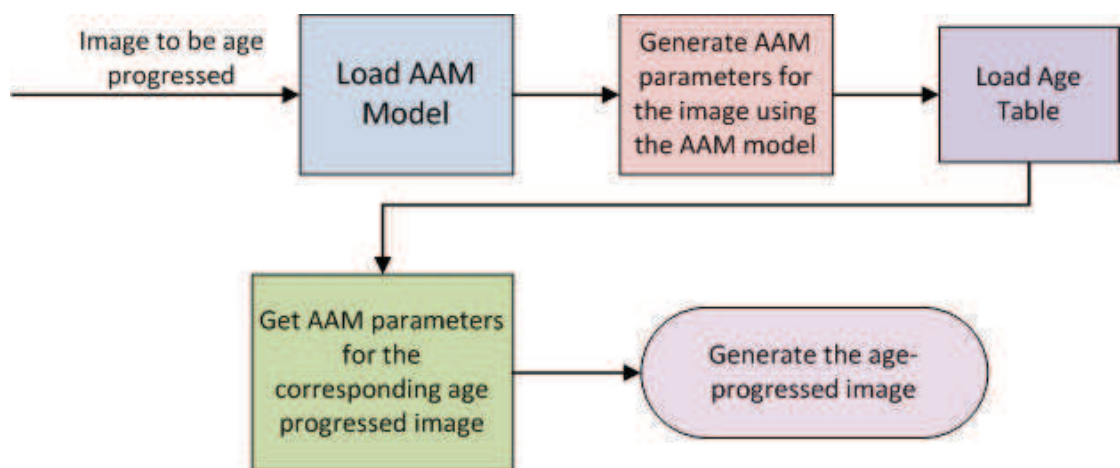 Image to be age
progressed
Load AAM
Model
Generate AAM
parameters for
the image using
the AAM model
Load Age
Table
Get AAM parameters
for the
corresponding age
progressed image
Generate the age-
progressed image